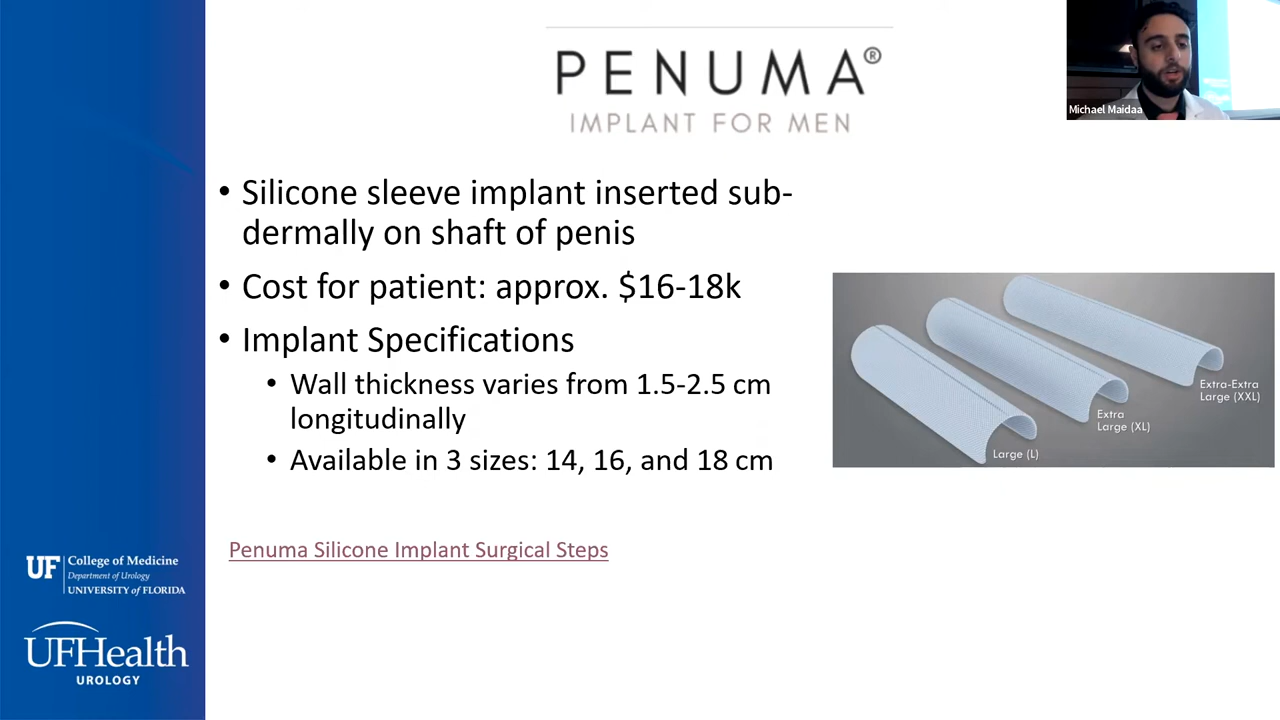 PENUMA®
IMPLANT FOR MEN
Michael Maidaa
• Silicone sleeve implant inserted sub-
dermally on shaft of penis
• Cost for patient: approx. $16-18k
• Implant Specifications
• Wall thickness varies from 1.5-2.5 cm
longitudinally
• Available in 3 sizes: 14, 16, and 18 cm
Extra-Extra
Large (XXL)
Extra
Large (XL)
Large (L)
Penuma Silicone Implant Surgical Steps
UF College of Medicine
Department of Urology
UNIVERSITY of FLORIDA
UFHealth
UROLOGY